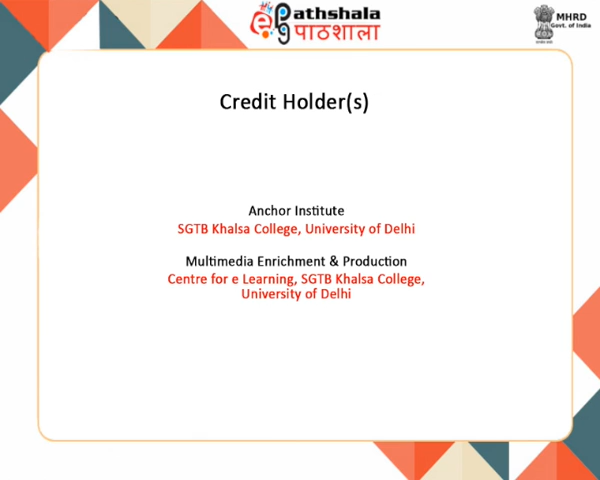 ePathshala
पाठशाला
MHRD
Govt. of India
Credit Holder(s)
Anchor Institute
SGTB Khalsa College, University of Delhi
Multimedia Enrichment & Production
Centre for e Learning, SGTB Khalsa College,
University of Delhi